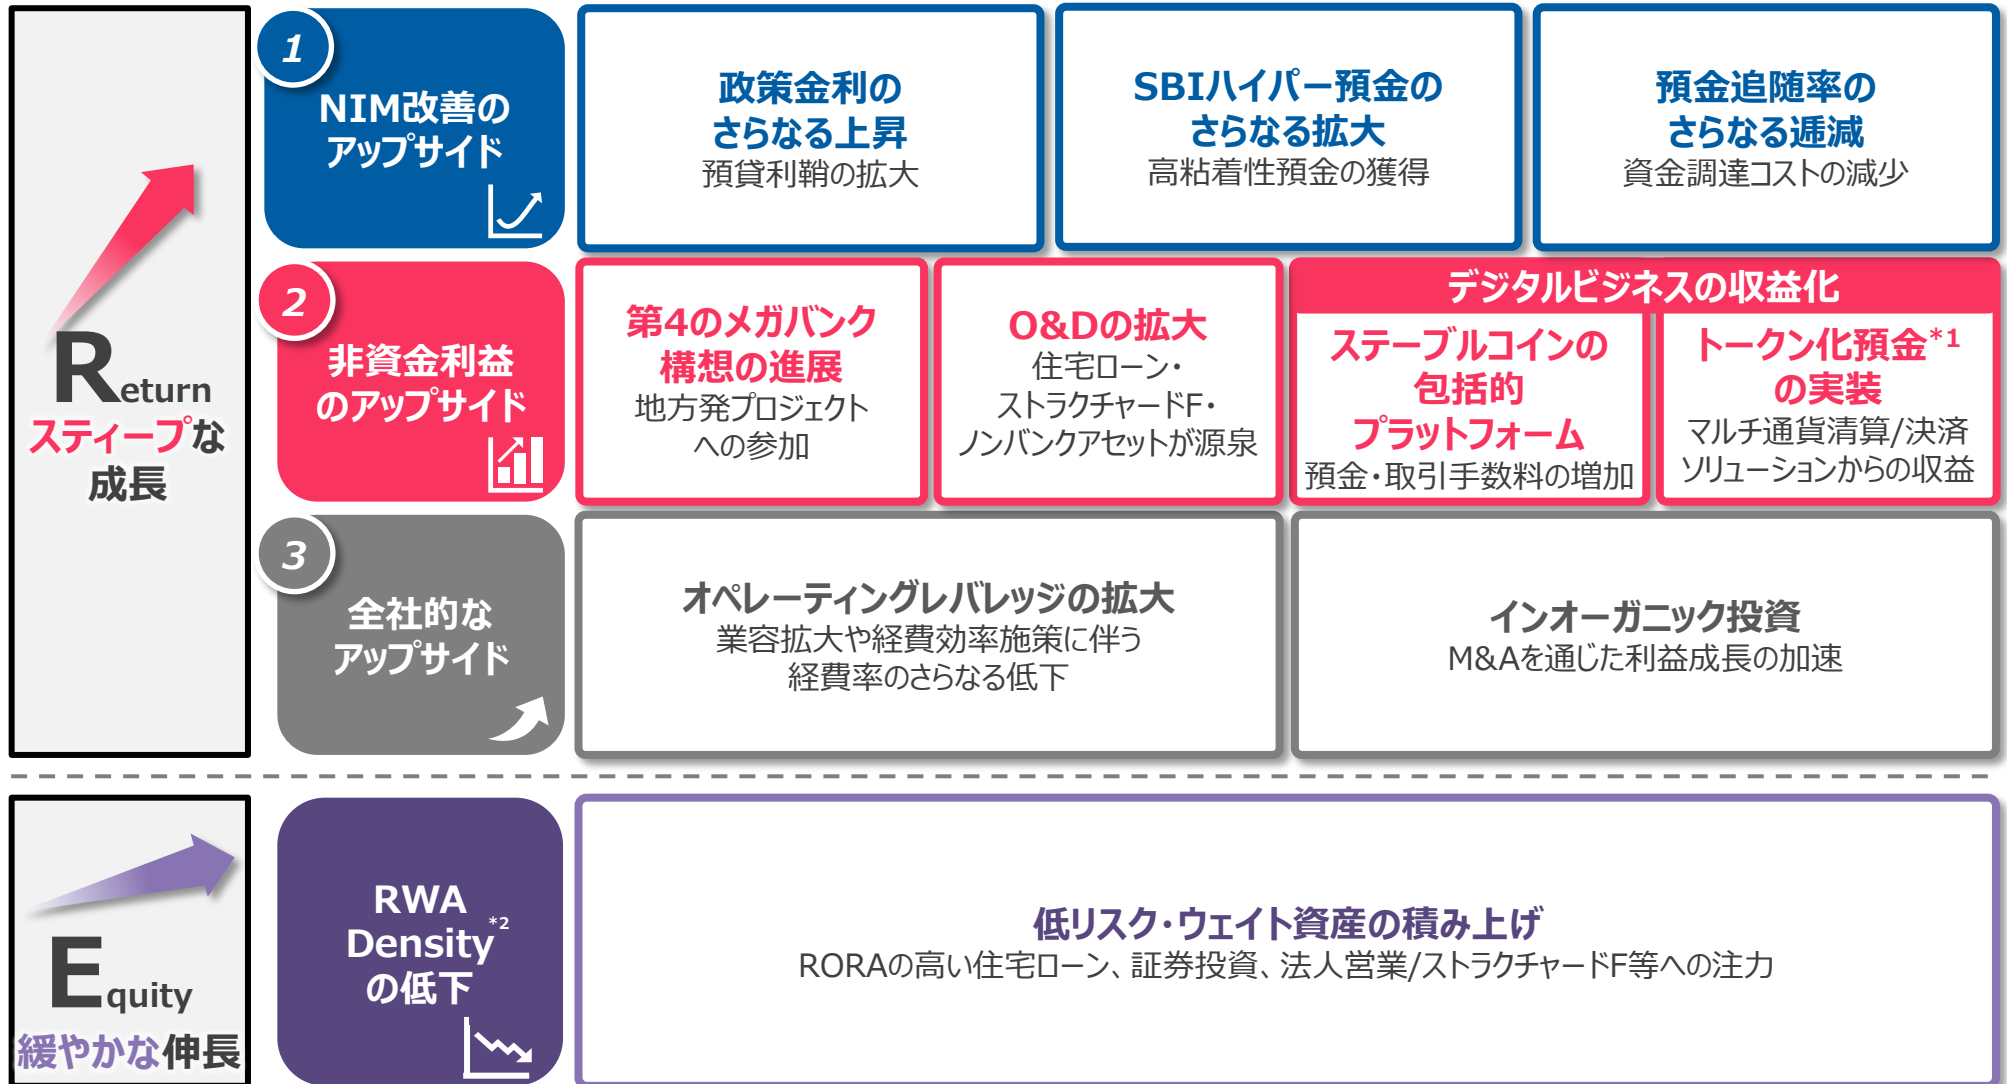 Return
スティープな
成長
1
NIM改善の
アップサイド
政策金利の
さらなる上昇
預貸利鞘の拡大
SBIハイパー預金の
さらなる拡大
高粘着性預金の獲得
預金追随率の
さらなる逓減
資金調達コストの減少
2
非資金利益
のアップサイド
第4のメガバンク
構想の進展
地方発プロジェクト
への参加
O&Dの拡大
住宅ローン・
ストラクチャードF・
ノンバンクアセットが源泉
デジタルビジネスの収益化
ステーブルコインの
包括的
プラットフォーム
預金・取引手数料の増加
トークン化預金*1
の実装
マルチ通貨清算/決済
ソリューションからの収益
3
全社的な
アップサイド
オペレーティングレバレッジの拡大
業容拡大や経費効率施策に伴う
経費率のさらなる低下
インオーガニック投資
M&Aを通じた利益成長の加速
Equity
緩やかな伸長
RWA
Density*2
の低下
低リスク・ウェイト資産の積み上げ
RORAの高い住宅ローン、証券投資、法人営業/ストラクチャードF等への注力